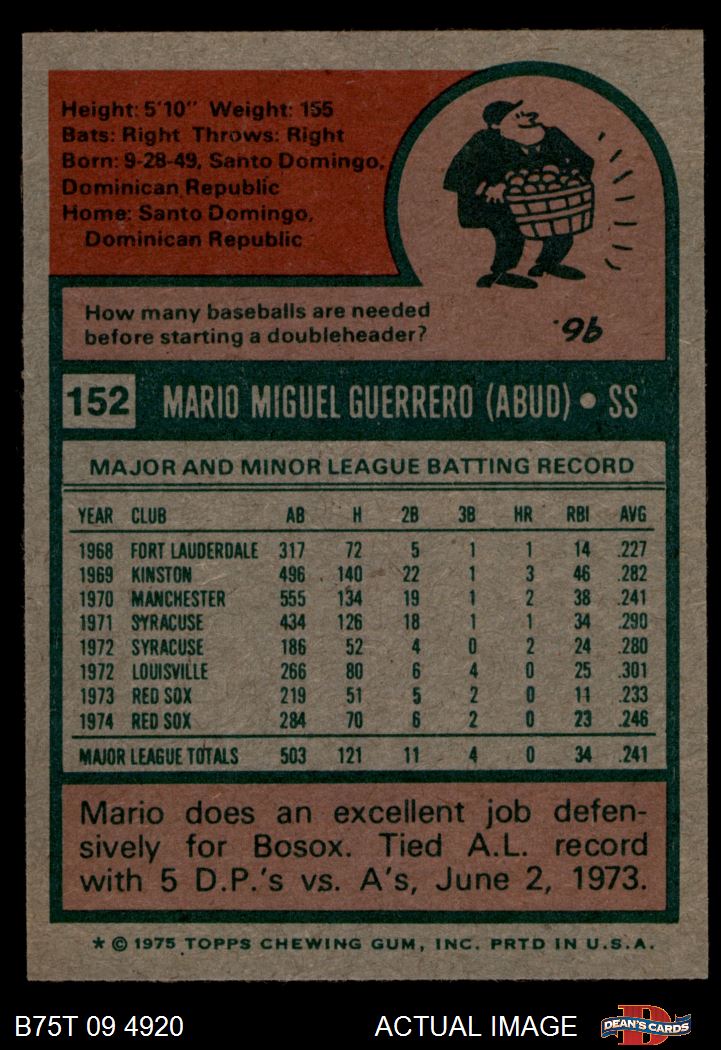 Height: 5'10" Weight: 155
Bats: Right Throws: Right
Born: 9-28-49, Santo Domingo,
Dominican Republic
Home: Santo Domingo,
Dominican Republic
How many baseballs are needed
before starting a doubleheader?
96.
152 MARIO MIGUEL GUERRERO (ABUD) • SS
MAJOR AND MINOR LEAGUE BATTING RECORD
YEAR CLUB AB H 2B 3B HR RBI AVG
1968 FORT LAUDERDALE 317 72 5 1 1 14 .227
1969 KINSTON 496 140 22 1 3 46 .282
1970 MANCHESTER 555 134 19 1 2 38 .241
1971 SYRACUSE 434 126 18 1 1 34 .290
1972 SYRACUSE 186 52 4 0 2 24 .280
1972 LOUISVILLE 266 80 6 4 0 25 .301
1973 RED SOX 219 51 5 2 0 11 .233
1974 RED SOX 284 70 6 2 0 23 .246
MAJOR LEAGUE TOTALS 503 121 11 4 0 34 .241
Mario does an excellent job defen-
sively for Bosox. Tied A.L. record
with 5 D.P.'s vs. A's, June 2, 1973.
* © 1975 TOPPS CHEWING GUM, INC. PRTD IN U.S.A.
B75T 09 4920 ACTUAL IMAGE D DEAN'S CARDS